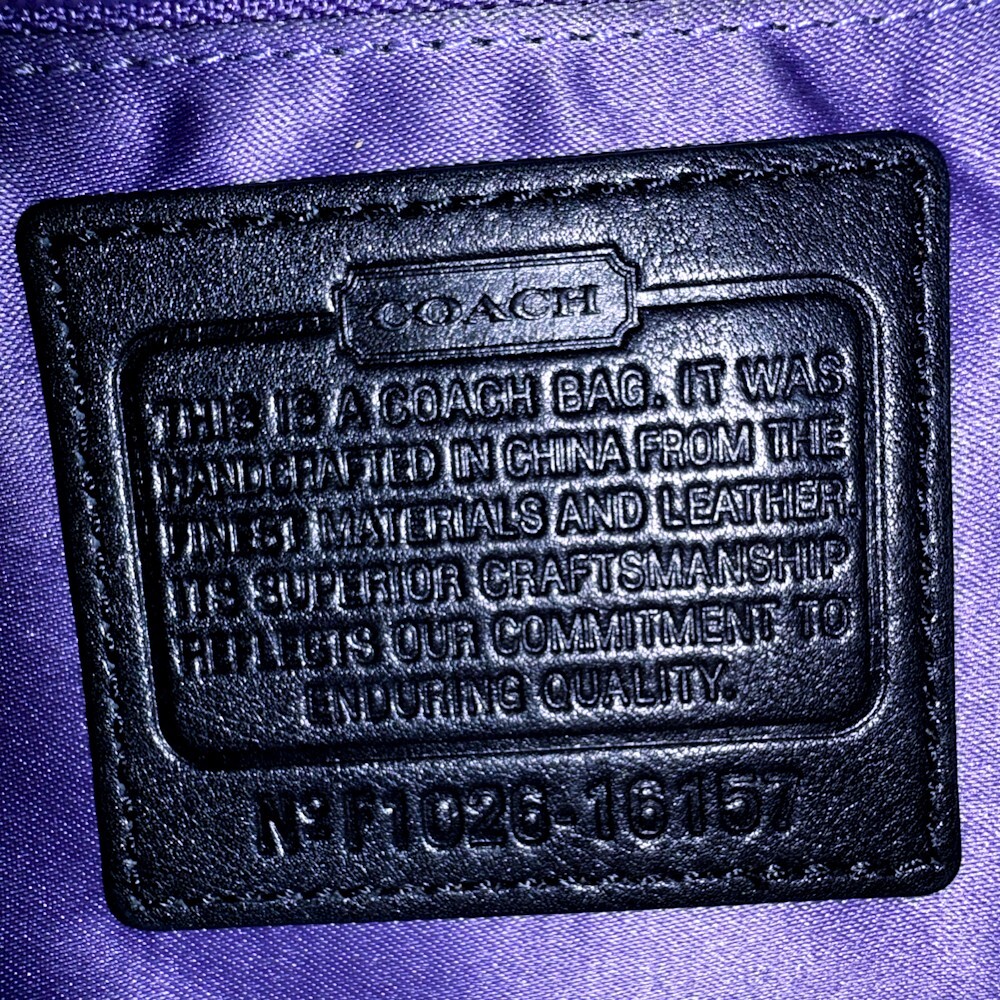 COACH
THIS IS A COACH BAG. IT WAS
HANDCRAFTED IN CHINA FROM THE
FINEST MATERIALS AND LEATHER.
ITS SUPERIOR CRAFTSMANSHIP
REFLECTS OUR COMMITMENT TO
ENDURING QUALITY.
Nº F1026-16157